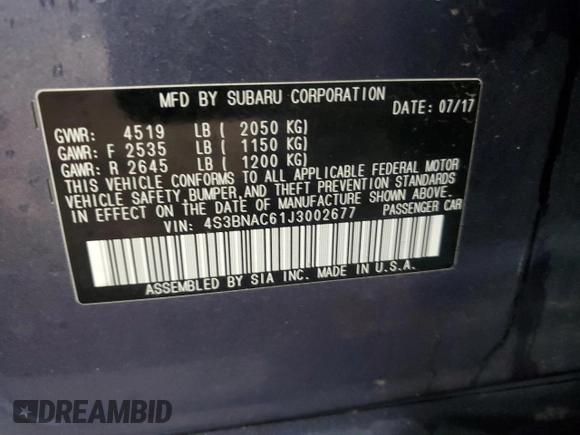 MFD BY SUBARU CORPORATION
DATE: 07/17
GVWR: 4519 LB ( 2050 KG)
GAWR: F 2535 LB ( 1150 KG)
GAWR: R 2645 LB ( 1200 KG)
THIS VEHICLE CONFORMS TO ALL APPLICABLE FEDERAL MOTOR
VEHICLE SAFETY, BUMPER, AND THEFT PREVENTION STANDARDS
IN EFFECT ON THE DATE OF MANUFACTURE SHOWN ABOVE.
VIN: 4S3BNAC61J3002677 PASSENGER CAR
ASSEMBLED BY SIA INC. MADE IN U.S.A.
DREAMBID